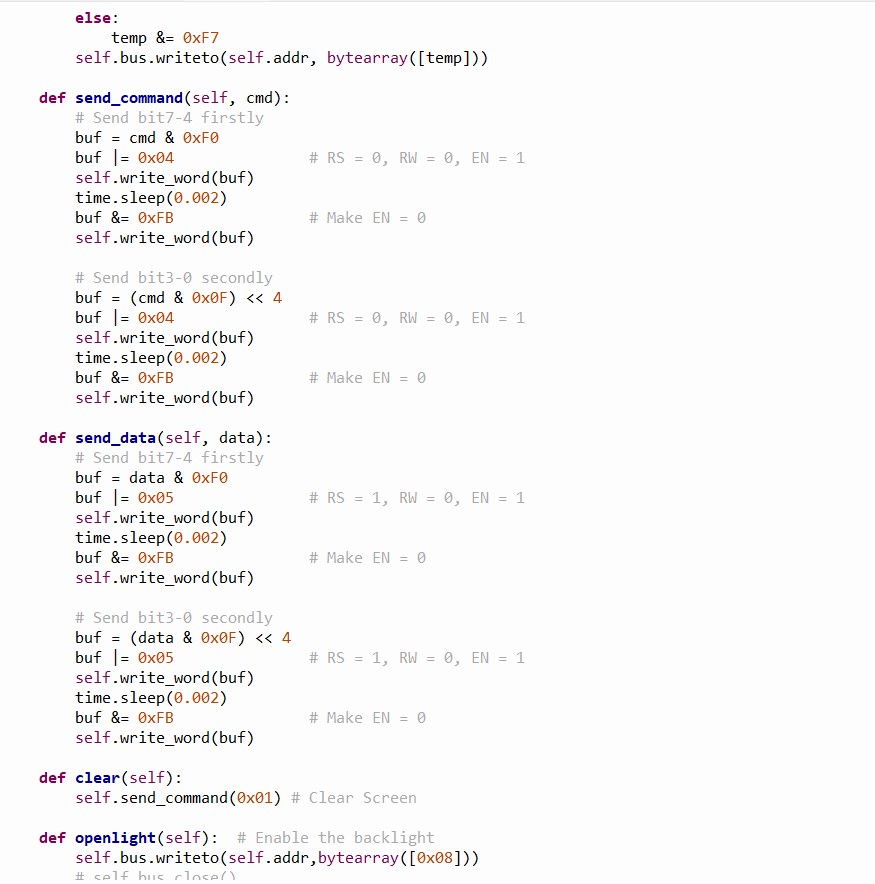 else:
            temp &= 0xF7
        self.bus.writeto(self.addr, bytearray([temp]))

    def send_command(self, cmd):
        # Send bit7-4 firstly
        buf = cmd & 0xF0
        buf |= 0x04               # RS = 0, RW = 0, EN = 1
        self.write_word(buf)
        time.sleep(0.002)
        buf &= 0xFB               # Make EN = 0
        self.write_word(buf)

        # Send bit3-0 secondly
        buf = (cmd & 0x0F) << 4
        buf |= 0x04               # RS = 0, RW = 0, EN = 1
        self.write_word(buf)
        time.sleep(0.002)
        buf &= 0xFB               # Make EN = 0
        self.write_word(buf)

    def send_data(self, data):
        # Send bit7-4 firstly
        buf = data & 0xF0
        buf |= 0x05               # RS = 1, RW = 0, EN = 1
        self.write_word(buf)
        time.sleep(0.002)
        buf &= 0xFB               # Make EN = 0
        self.write_word(buf)

        # Send bit3-0 secondly
        buf = (data & 0x0F) << 4
        buf |= 0x05               # RS = 1, RW = 0, EN = 1
        self.write_word(buf)
        time.sleep(0.002)
        buf &= 0xFB               # Make EN = 0
        self.write_word(buf)

    def clear(self):
        self.send_command(0x01) # Clear Screen

    def openlight(self):  # Enable the backlight
        self.bus.writeto(self.addr,bytearray([0x08]))
        # self.bus.close()